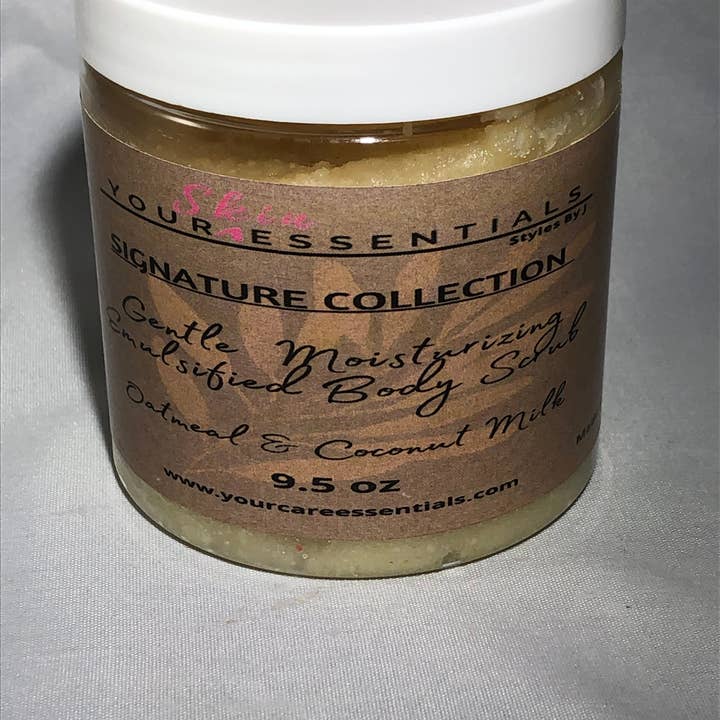 Skin
YOUR ESSENTIALS
Styles By J
SIGNATURE COLLECTION
Gentle Moisturizing
Emulsified Body Scrub
Oatmeal & Coconut Milk
9.5 oz
www.yourcareessentials.com